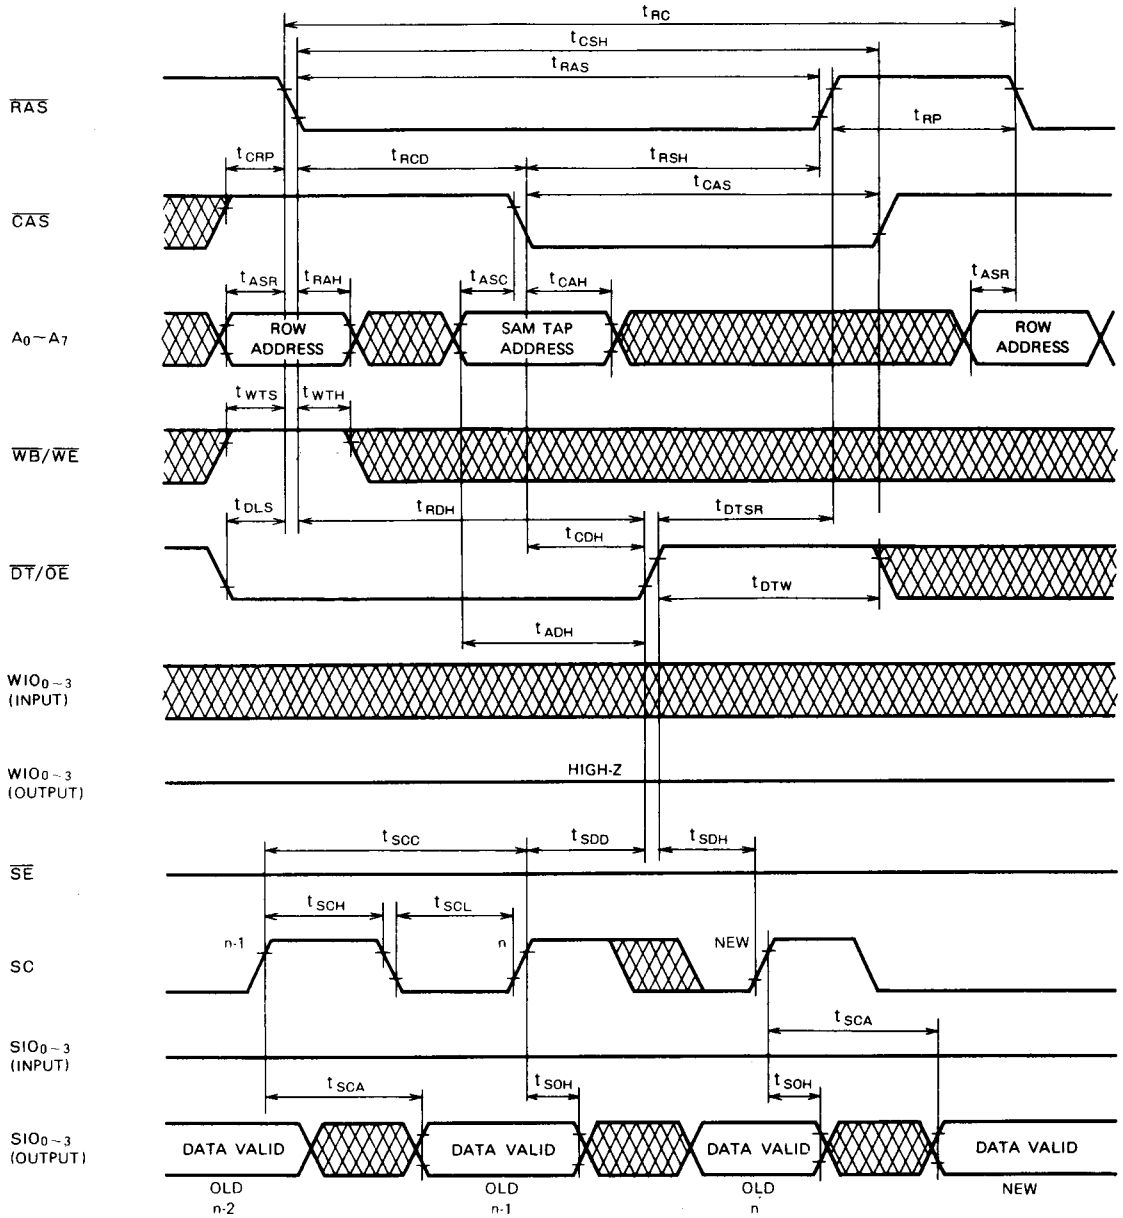 tRC
tCSH
tRAS
RAS
tRP
tCRP
tRCD
tRSH
tCAS
CAS
tASR
tRAH
tASC
tCAH
tASR
A0~A7
ROW ADDRESS
SAM TAP ADDRESS
ROW ADDRESS
tWTS
tWTH
WB/WE
tDLS
tRDH
tDTSR
tCDH
DT/OE
tDTW
tADH
WIO0~3
(INPUT)
WIO0~3
(OUTPUT)
HIGH-Z
tSCC
tSDD
tSDH
SE
tSCH
tSCL
n-1
n
NEW
SC
tSCA
SIO0~3
(INPUT)
tSCA
tSOH
tSOH
SIO0~3
(OUTPUT)
DATA VALID
DATA VALID
DATA VALID
DATA VALID
OLD
n-2
OLD
n-1
OLD
n
NEW